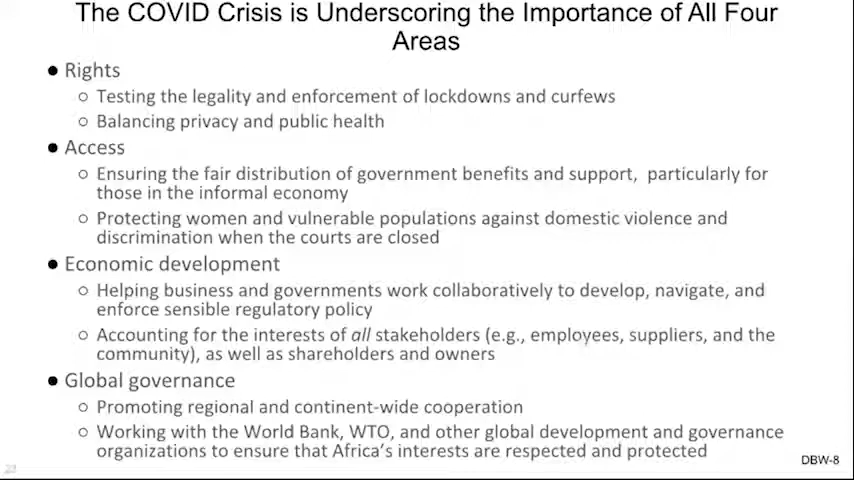 The COVID Crisis is Underscoring the Importance of All Four
Areas
● Rights
○ Testing the legality and enforcement of lockdowns and curfews
○ Balancing privacy and public health
● Access
○ Ensuring the fair distribution of government benefits and support, particularly for
those in the informal economy
○ Protecting women and vulnerable populations against domestic violence and
discrimination when the courts are closed
● Economic development
○ Helping business and governments work collaboratively to develop, navigate, and
enforce sensible regulatory policy
○ Accounting for the interests of all stakeholders (e.g., employees, suppliers, and the
community), as well as shareholders and owners
● Global governance
○ Promoting regional and continent-wide cooperation
○ Working with the World Bank, WTO, and other global development and governance
organizations to ensure that Africa's interests are respected and protected
DBW-8